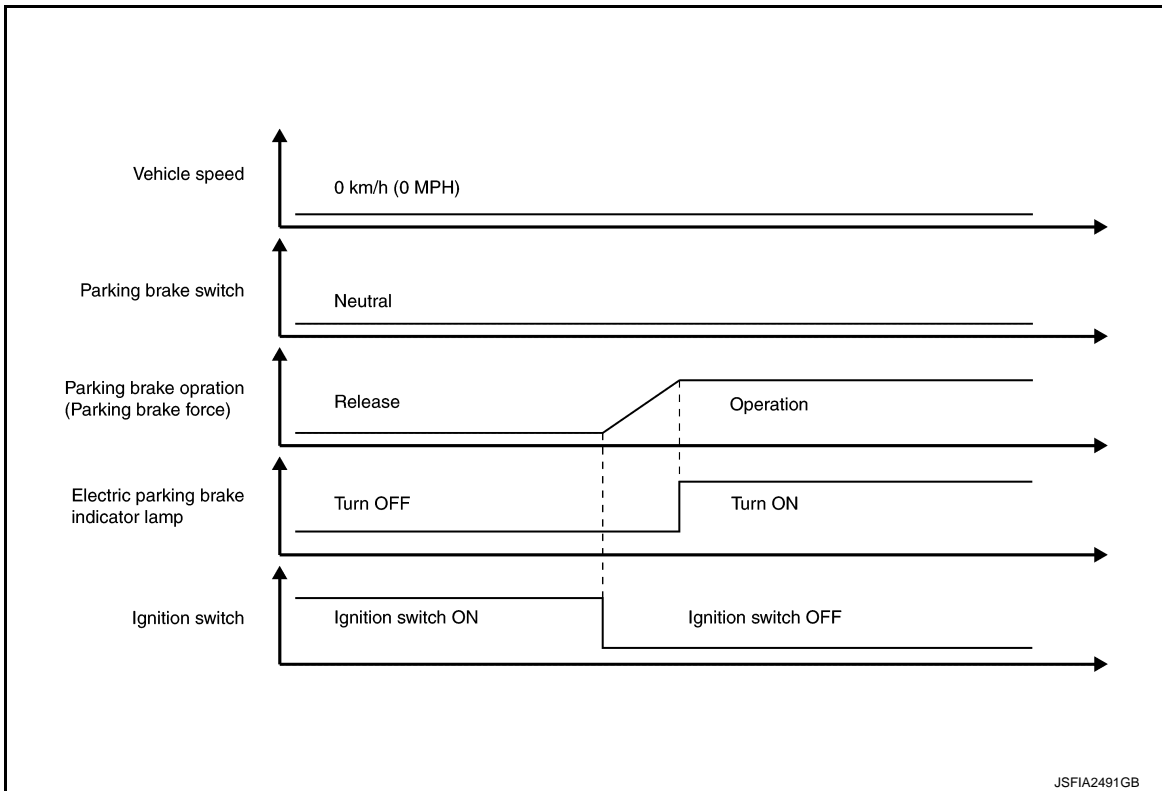 Vehicle speed
0 km/h (0 MPH)
Parking brake switch
Neutral
Parking brake opration
(Parking brake force)
Release
Operation
Electric parking brake
indicator lamp
Turn OFF
Turn ON
Ignition switch
Ignition switch ON
Ignition switch OFF
JSFIA2491GB